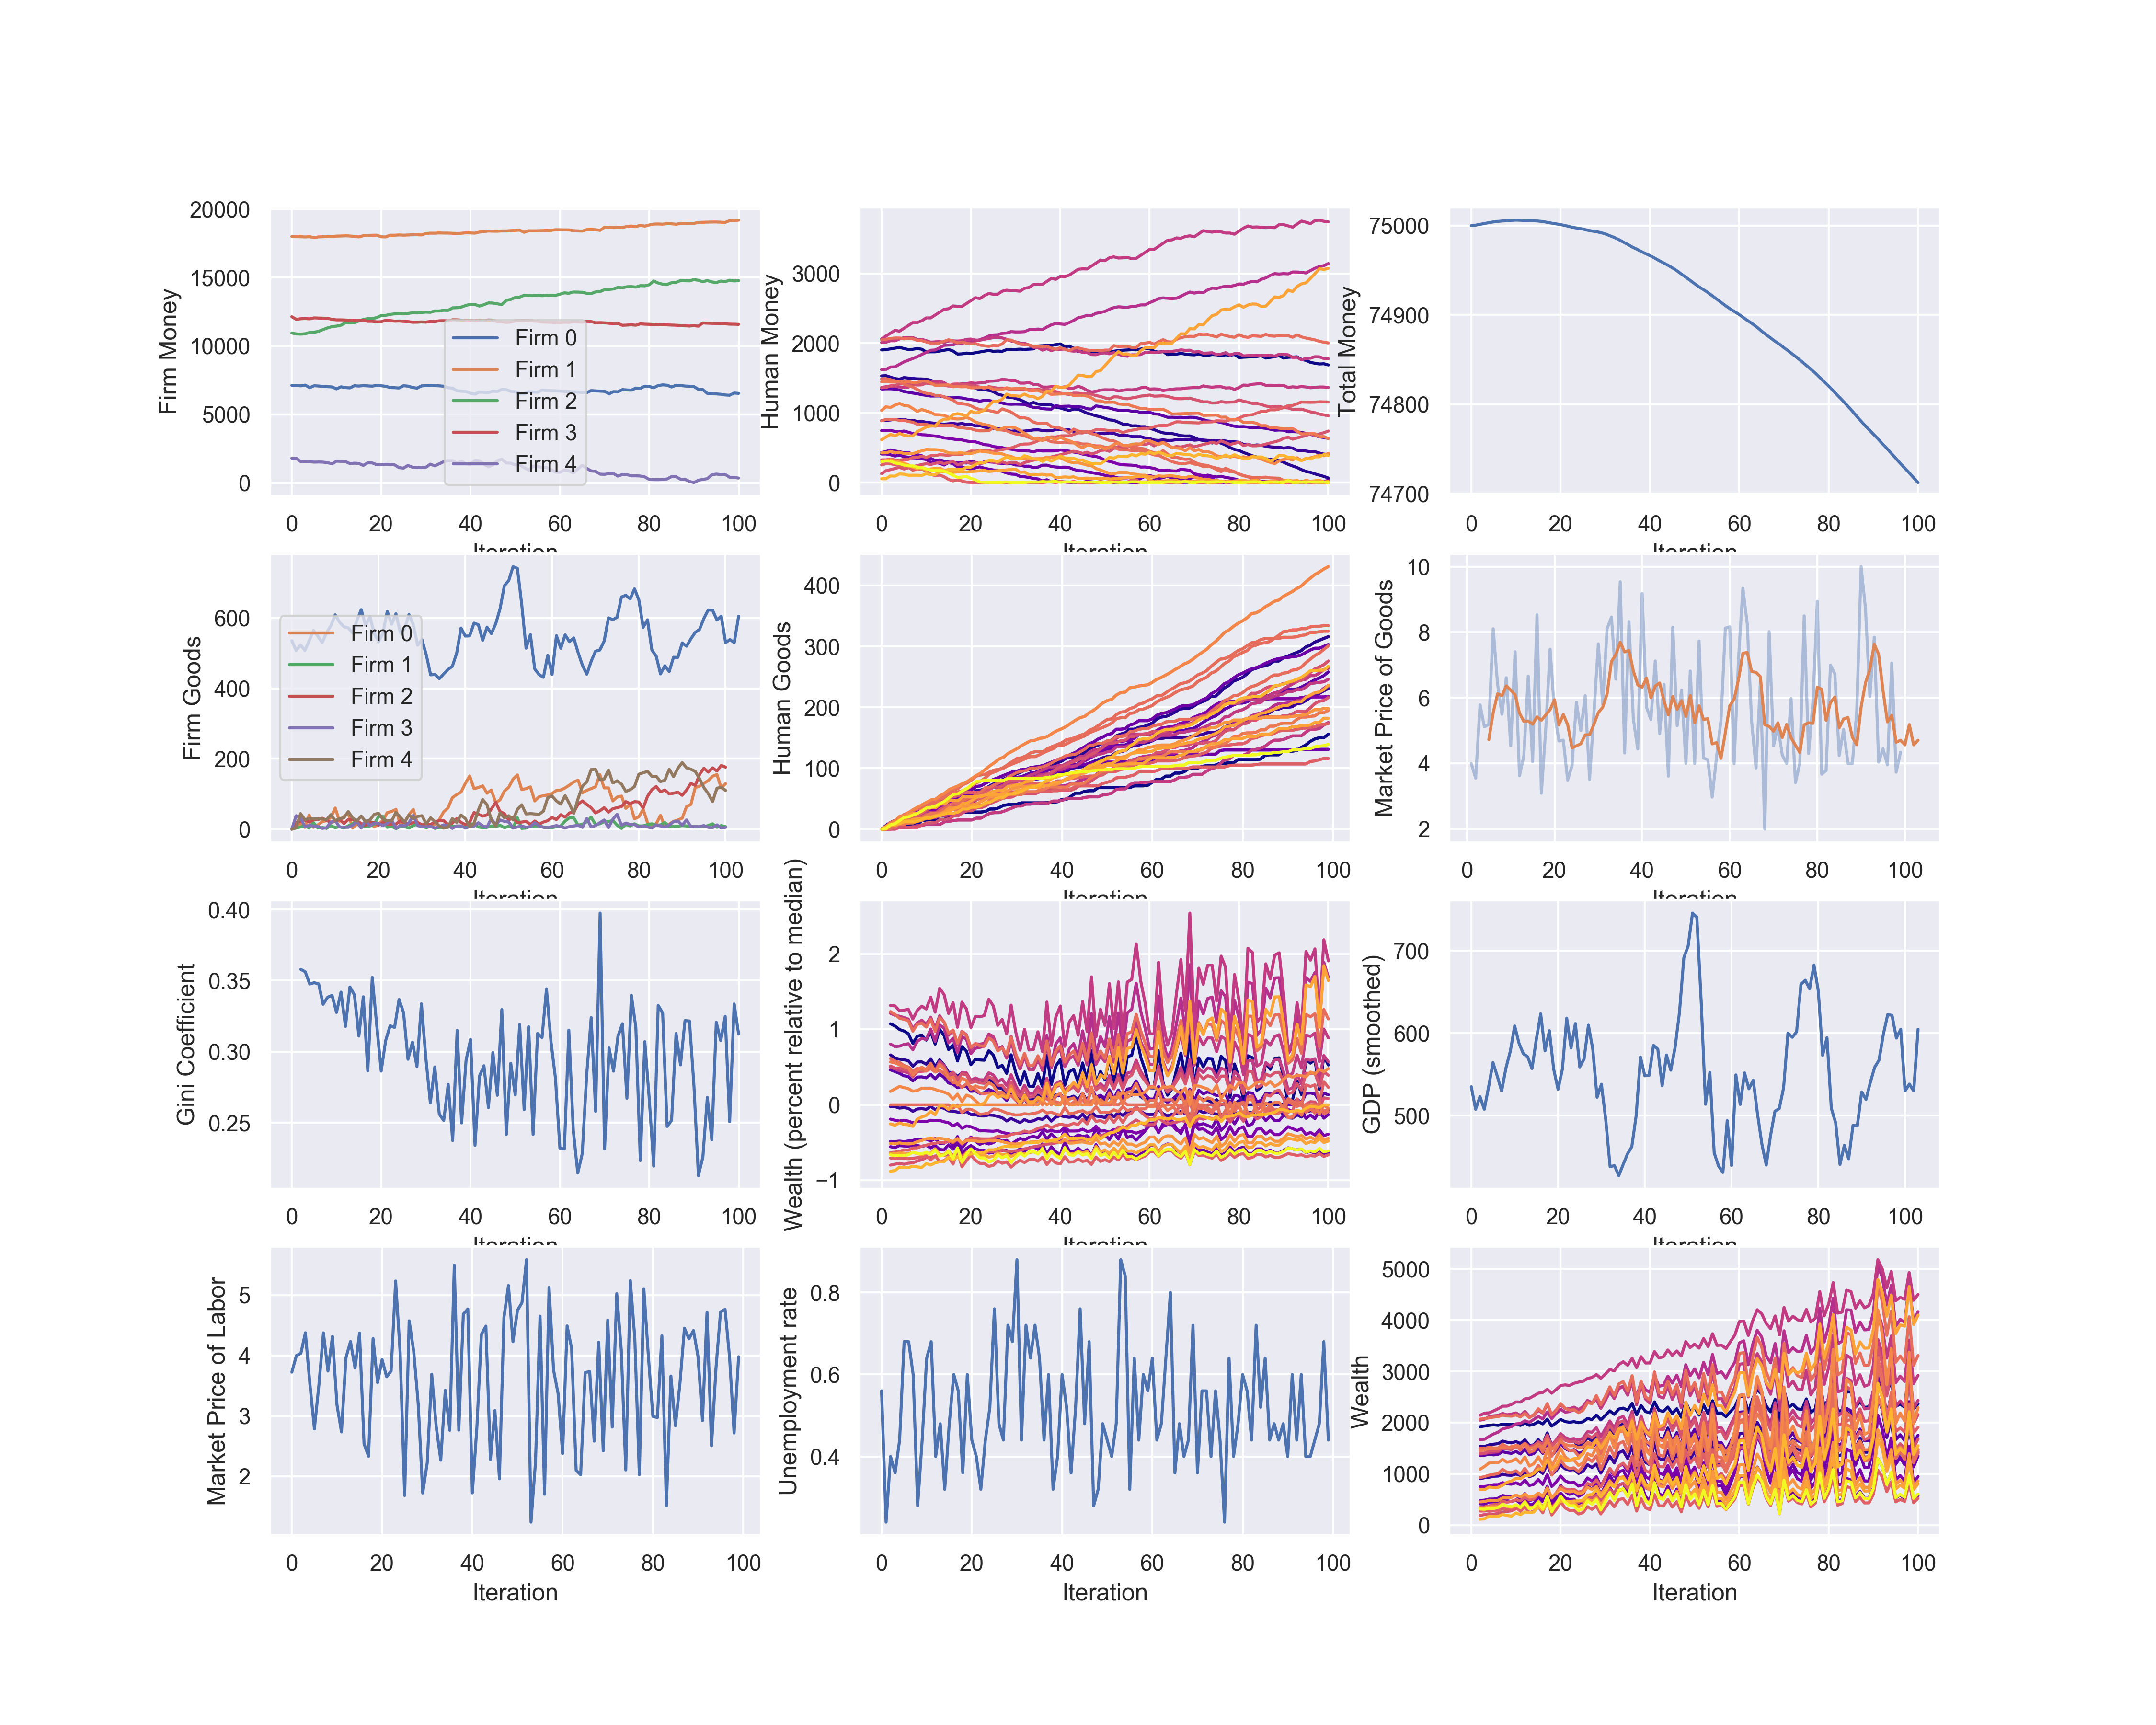 Firm Money
20000
15000
10000
5000
0
Firm 0
Firm 1
Firm 2
Firm 3
Firm 4
0 20 40 60 80 100
Iteration
Human Money
3000
2000
1000
0
0 20 40 60 80 100
Iteration
Total Money
75000
74900
74800
74700
0 20 40 60 80 100
Iteration
Firm Goods
600
400
200
0
Firm 0
Firm 1
Firm 2
Firm 3
Firm 4
0 20 40 60 80 100
Iteration
Human Goods
400
300
200
100
0
0 20 40 60 80 100
Market Price of Goods
10
8
6
4
2
0 20 40 60 80 100
Iteration
Gini Coefficient
0.40
0.35
0.30
0.25
0 20 40 60 80 100
Iteration
Wealth (percent relative to median)
2
1
0
−1
0 20 40 60 80 100
Iteration
GDP (smoothed)
700
600
500
0 20 40 60 80 100
Iteration
Market Price of Labor
5
4
3
2
0 20 40 60 80 100
Iteration
Unemployment rate
0.8
0.6
0.4
0 20 40 60 80 100
Iteration
Wealth
5000
4000
3000
2000
1000
0
0 20 40 60 80 100
Iteration